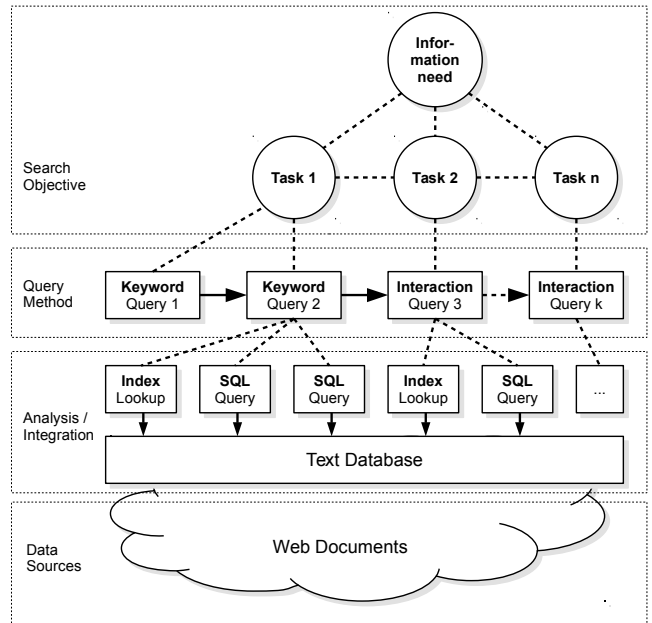 Infor-
mation
need
Search
Objective
Task 1
Task 2
Task n
Query
Method
Keyword
Query 1
Keyword
Query 2
Interaction
Query 3
Interaction
Query k
Analysis /
Integration
Index
Lookup
SQL
Query
SQL
Query
Index
Lookup
SQL
Query
...
Text Database
Data
Sources
Web Documents